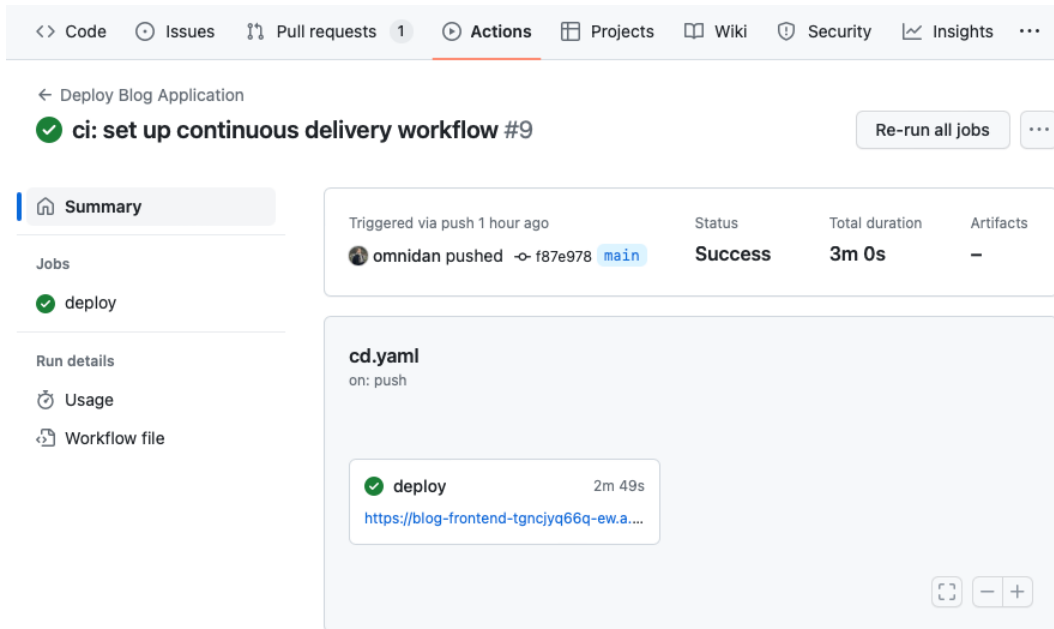 Code Issues Pull requests 1 Actions Projects Wiki Security Insights
Deploy Blog Application
ci: set up continuous delivery workflow #9
Re-run all jobs
Summary
Jobs
deploy
Run details
Usage
Workflow file
Triggered via push 1 hour ago
omnidan pushed f87e978 main
Status
Success
Total duration
3m 0s
Artifacts
–
cd.yaml
on: push
deploy 2m 49s
https://blog-frontend-tgncjyq66q-ew.a....